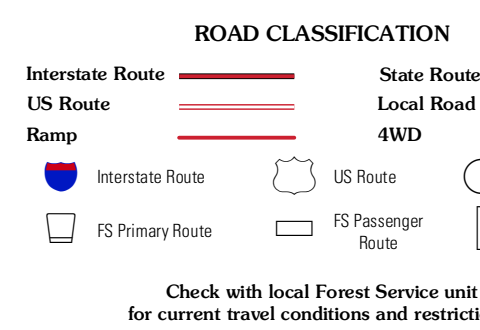 ROAD CLASSIFICATION
Interstate Route State Route
US Route Local Road
Ramp 4WD
Interstate Route US Route
FS Primary Route FS Passenger
Route
Check with local Forest Service unit
for current travel conditions and